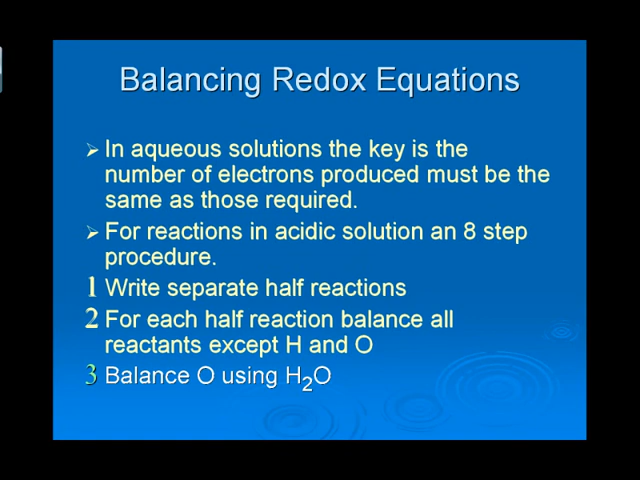 Balancing Redox Equations
➢ In aqueous solutions the key is the
number of electrons produced must be the
same as those required.
➢ For reactions in acidic solution an 8 step
procedure.
1 Write separate half reactions
2 For each half reaction balance all
reactants except H and O
3 Balance O using H₂O